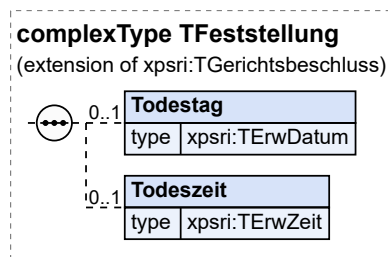 complexType TFeststellung
(extension of xpsri:TGerichtsbeschluss)
0..1 Todestag
type xpsri:TErwDatum
0..1 Todeszeit
type xpsri:TErwZeit